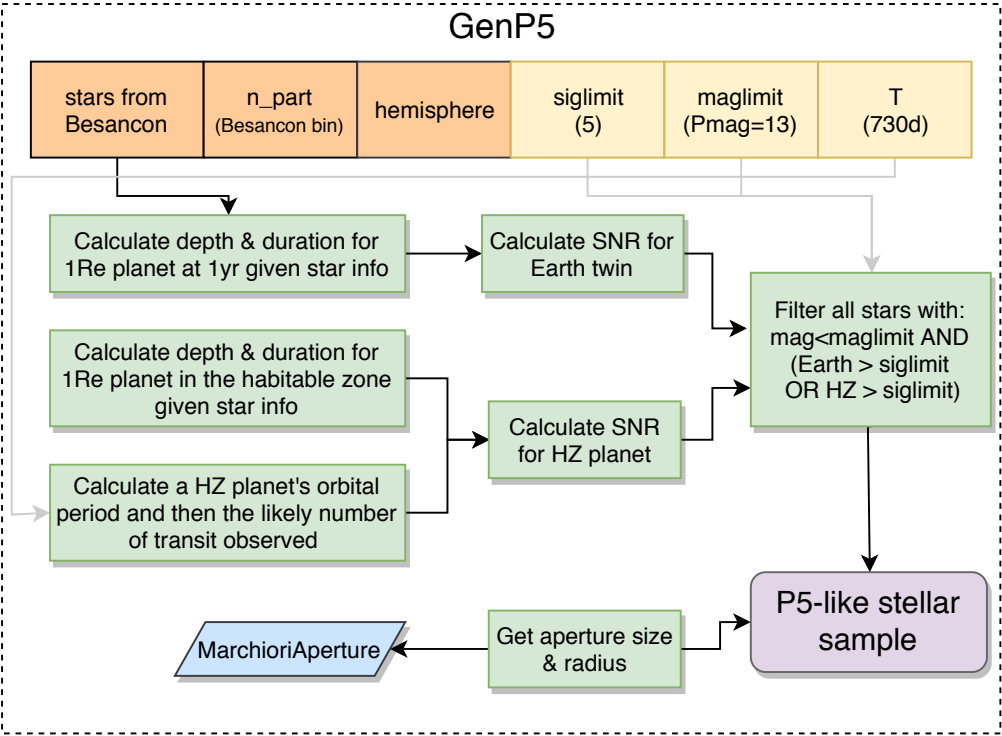 GenP5
stars from
Besancon
n_part
(Besancon bin)
hemisphere
siglimit
(5)
maglimit
(Pmag=13)
T
(730d)
Calculate depth & duration for
1Re planet at 1yr given star info
Calculate SNR for
Earth twin
Filter all stars with:
mag<maglimit AND
(Earth > siglimit
OR HZ > siglimit)
Calculate depth & duration for
1Re planet in the habitable zone
given star info
Calculate SNR
for HZ planet
Calculate a HZ planet's orbital
period and then the likely number
of transit observed
P5-like stellar
sample
Get aperture size
& radius
MarchioriAperture